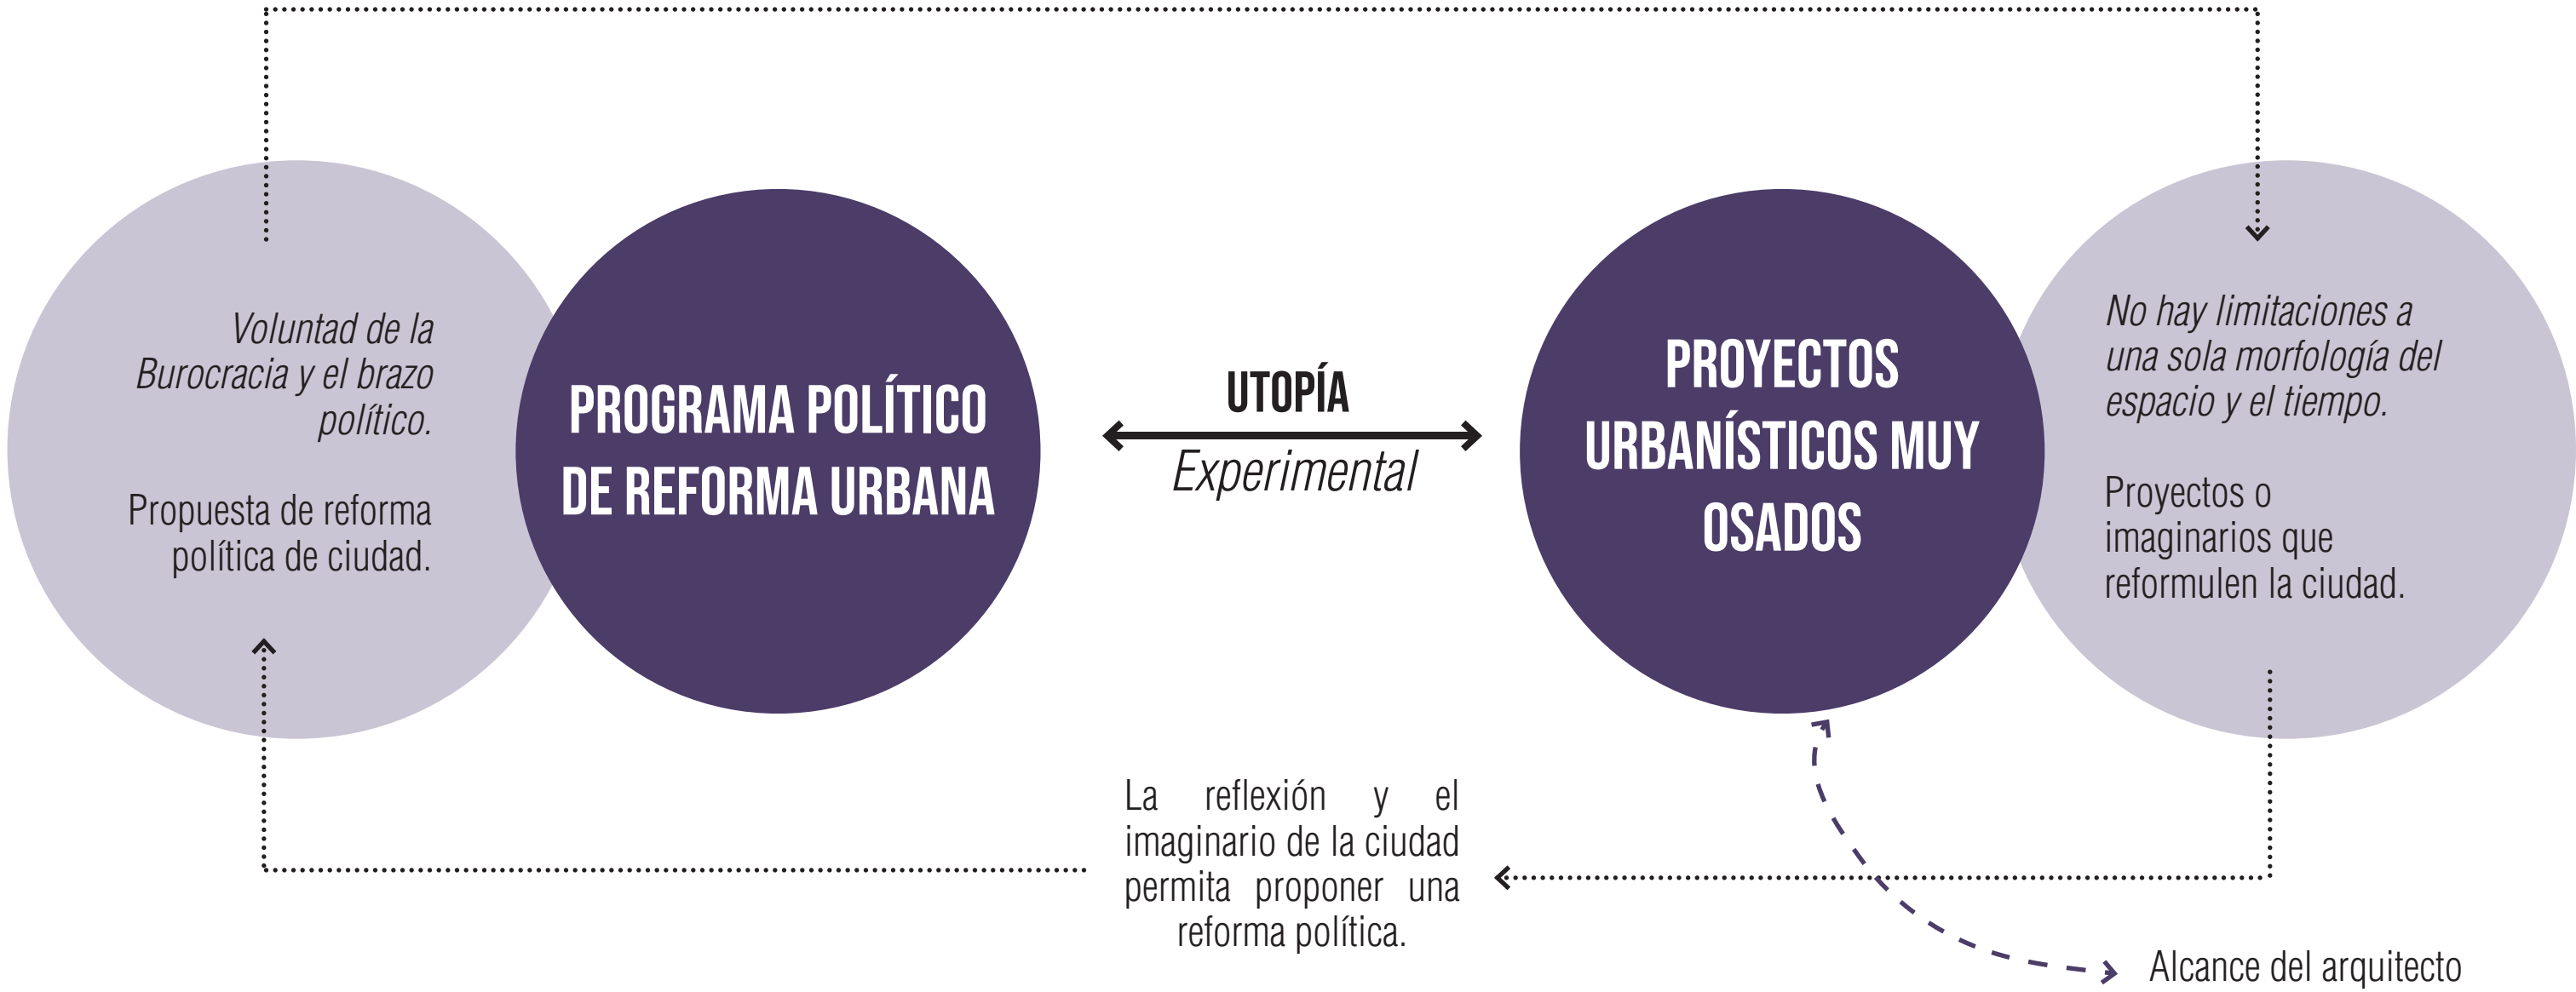 Voluntad de la
Burocracia y el brazo
político.
Propuesta de reforma
política de ciudad.
PROGRAMA POLÍTICO
DE REFORMA URBANA
UTOPÍA
Experimental
PROYECTOS
URBANÍSTICOS MUY
OSADOS
No hay limitaciones a
una sola morfología del
espacio y el tiempo.
Proyectos o
imaginarios que
reformulen la ciudad.
La reflexión y el
imaginario de la ciudad
permita proponer una
reforma política.
Alcance del arquitecto